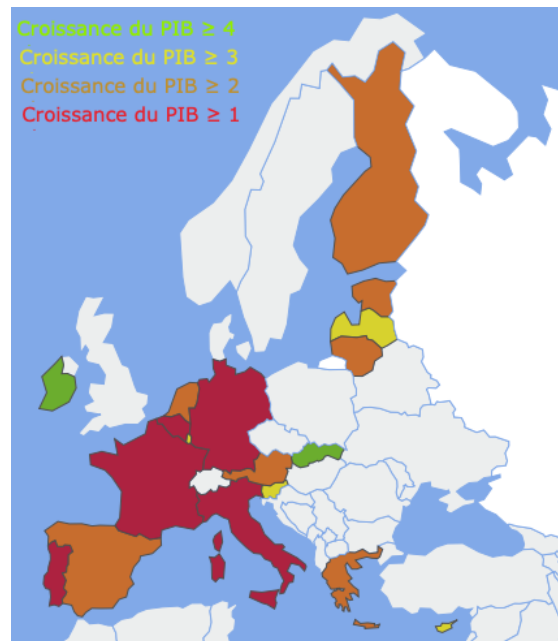 Croissance du PIB ≥ 4
Croissance du PIB ≥ 3
Croissance du PIB ≥ 2
Croissance du PIB ≥ 1